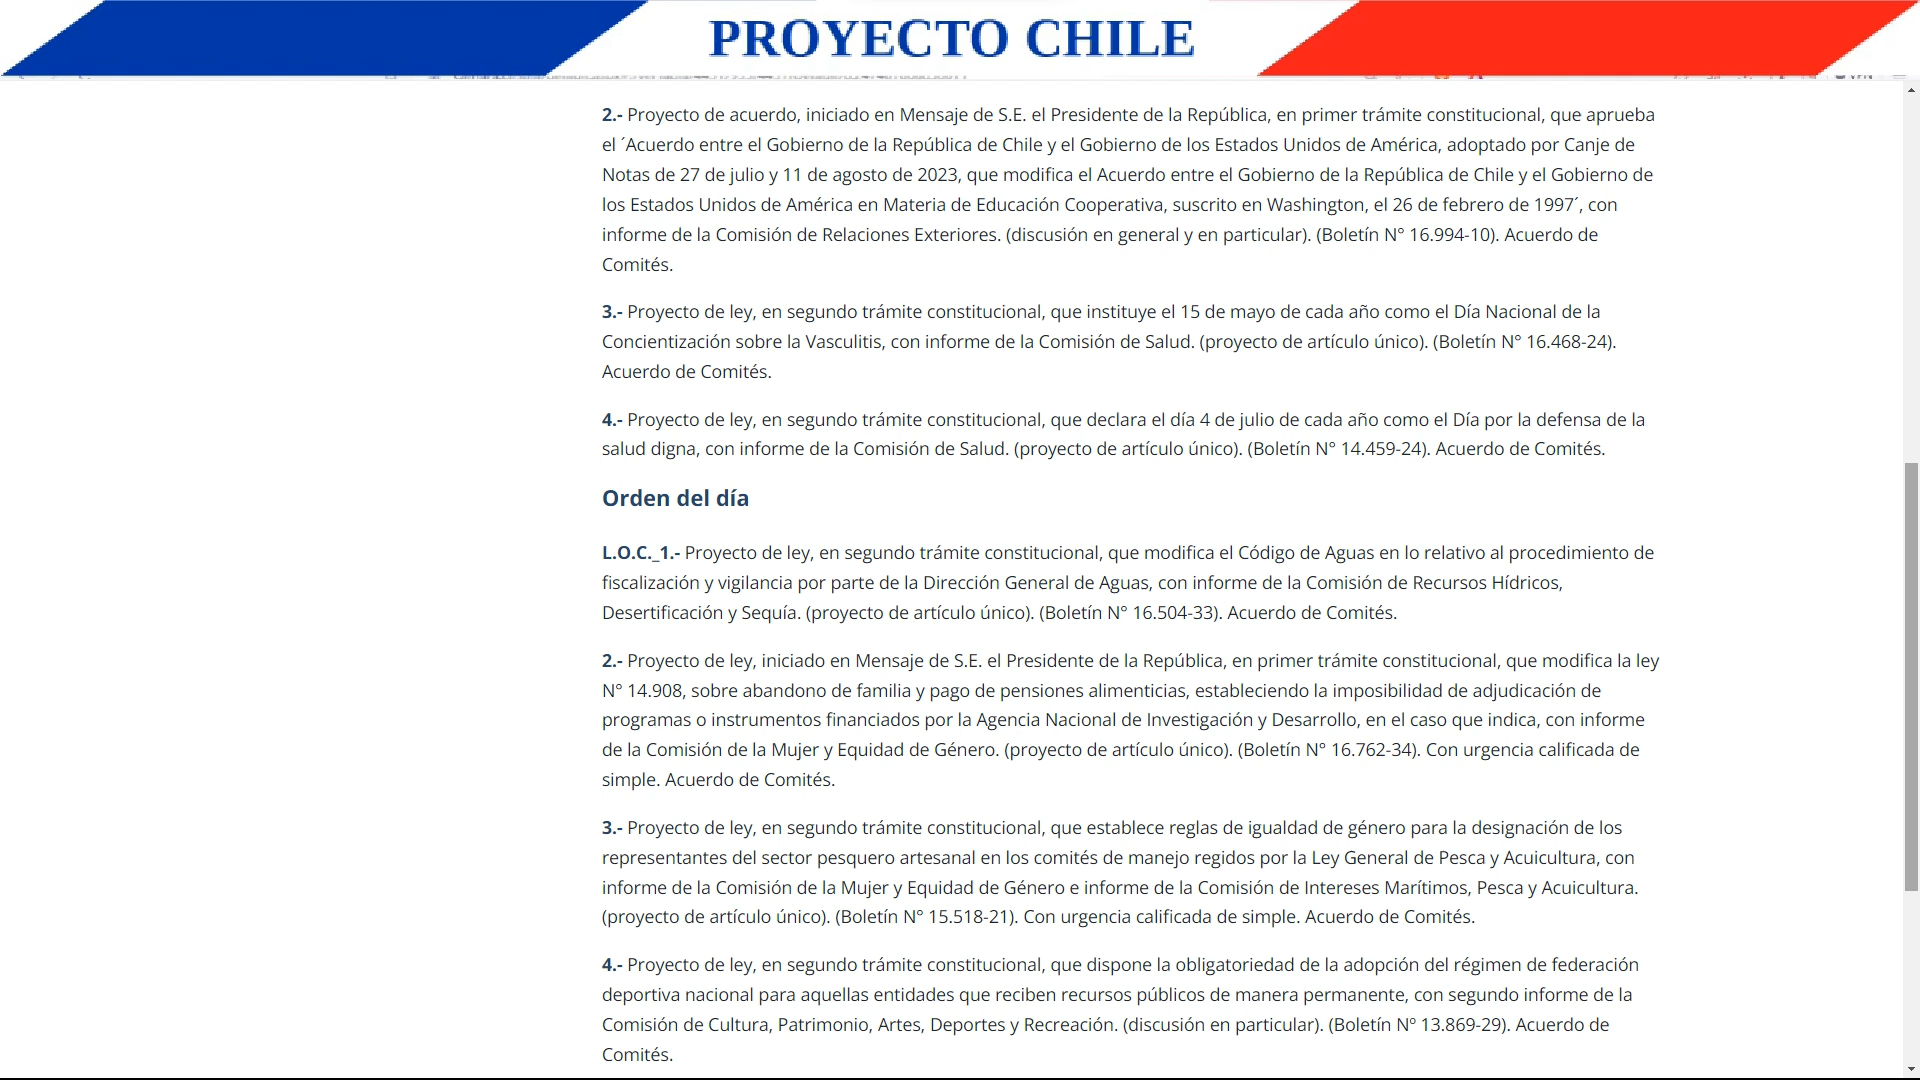 PROYECTO CHILE
2.- Proyecto de acuerdo, iniciado en Mensaje de S.E. el Presidente de la República, en primer trámite constitucional, que aprueba
el ´Acuerdo entre el Gobierno de la República de Chile y el Gobierno de los Estados Unidos de América, adoptado por Canje de
Notas de 27 de julio y 11 de agosto de 2023, que modifica el Acuerdo entre el Gobierno de la República de Chile y el Gobierno de
los Estados Unidos de América en Materia de Educación Cooperativa, suscrito en Washington, el 26 de febrero de 1997´, con
informe de la Comisión de Relaciones Exteriores. (discusión en general y en particular). (Boletín N° 16.994-10). Acuerdo de
Comités.
3.- Proyecto de ley, en segundo trámite constitucional, que instituye el 15 de mayo de cada año como el Día Nacional de la
Concientización sobre la Vasculitis, con informe de la Comisión de Salud. (proyecto de artículo único). (Boletín N° 16.468-24).
Acuerdo de Comités.
4.- Proyecto de ley, en segundo trámite constitucional, que declara el día 4 de julio de cada año como el Día por la defensa de la
salud digna, con informe de la Comisión de Salud. (proyecto de artículo único). (Boletín N° 14.459-24). Acuerdo de Comités.
Orden del día
L.O.C._1.- Proyecto de ley, en segundo trámite constitucional, que modifica el Código de Aguas en lo relativo al procedimiento de
fiscalización y vigilancia por parte de la Dirección General de Aguas, con informe de la Comisión de Recursos Hídricos,
Desertificación y Sequía. (proyecto de artículo único). (Boletín N° 16.504-33). Acuerdo de Comités.
2.- Proyecto de ley, iniciado en Mensaje de S.E. el Presidente de la República, en primer trámite constitucional, que modifica la ley
N° 14.908, sobre abandono de familia y pago de pensiones alimenticias, estableciendo la imposibilidad de adjudicación de
programas o instrumentos financiados por la Agencia Nacional de Investigación y Desarrollo, en el caso que indica, con informe
de la Comisión de la Mujer y Equidad de Género. (proyecto de artículo único). (Boletín N° 16.762-34). Con urgencia calificada de
simple. Acuerdo de Comités.
3.- Proyecto de ley, en segundo trámite constitucional, que establece reglas de igualdad de género para la designación de los
representantes del sector pesquero artesanal en los comités de manejo regidos por la Ley General de Pesca y Acuicultura, con
informe de la Comisión de la Mujer y Equidad de Género e informe de la Comisión de Intereses Marítimos, Pesca y Acuicultura.
(proyecto de artículo único). (Boletín N° 15.518-21). Con urgencia calificada de simple. Acuerdo de Comités.
4.- Proyecto de ley, en segundo trámite constitucional, que dispone la obligatoriedad de la adopción del régimen de federación
deportiva nacional para aquellas entidades que reciben recursos públicos de manera permanente, con segundo informe de la
Comisión de Cultura, Patrimonio, Artes, Deportes y Recreación. (discusión en particular). (Boletín Nº 13.869-29). Acuerdo de
Comités.